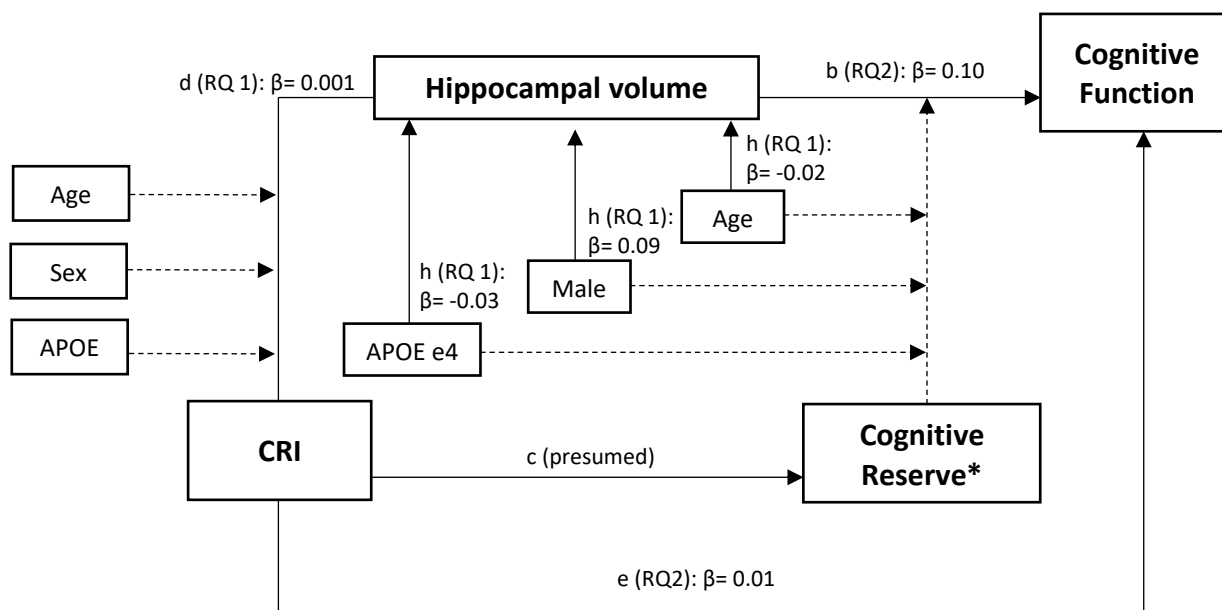 Cognitive
Function
d (RQ 1): β= 0.001
Hippocampal volume
b (RQ2): β= 0.10
h (RQ 1):
β= -0.02
Age
Age
h (RQ 1):
β= 0.09
Sex
h (RQ 1):
β= -0.03
Male
APOE
APOE e4
CRI
c (presumed)
Cognitive
Reserve*
e (RQ2): β= 0.01